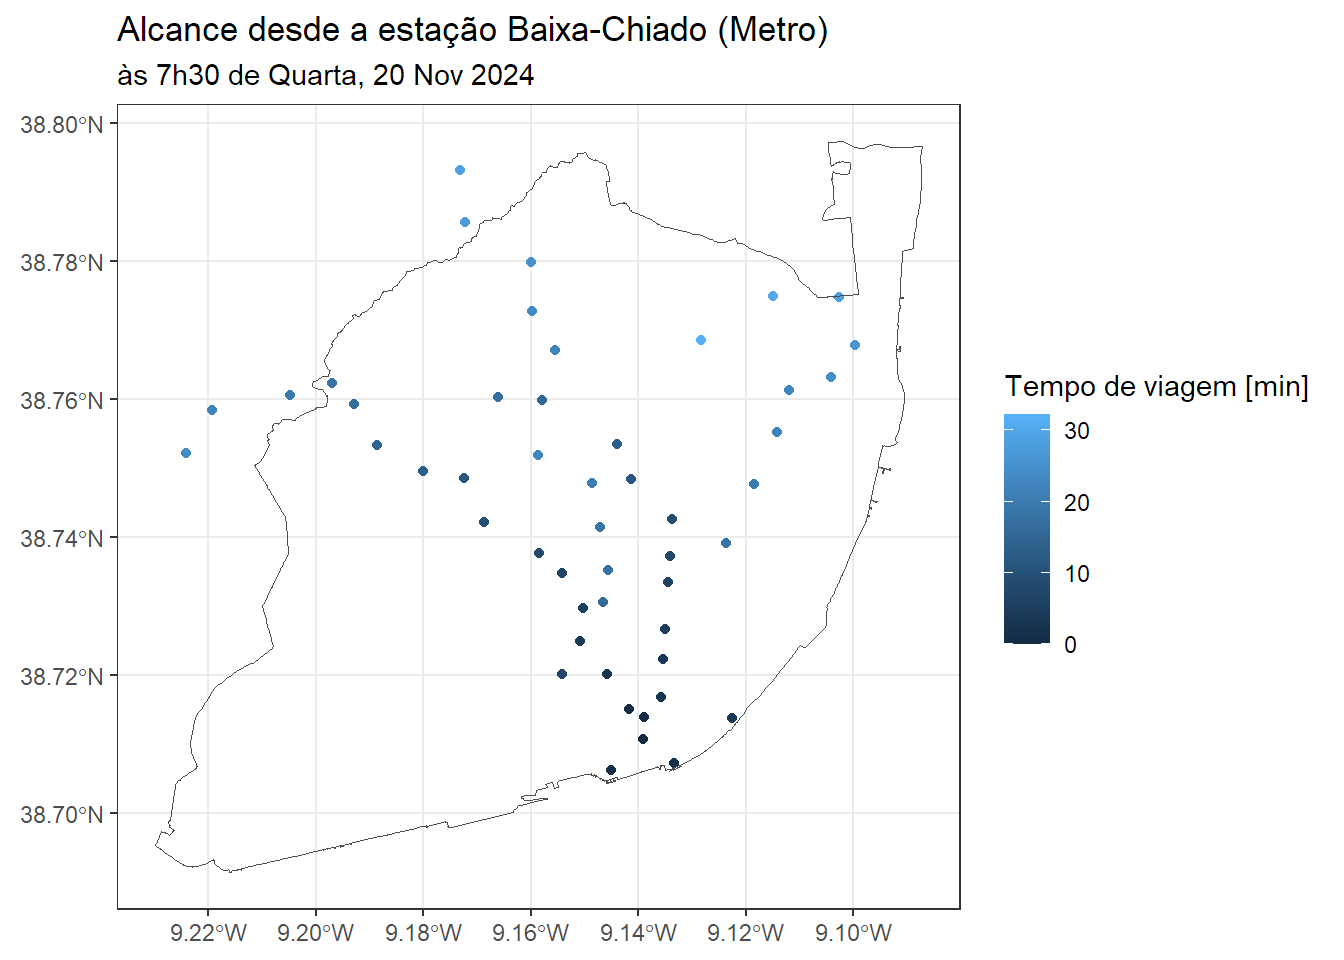 Alcance desde a estação Baixa-Chiado (Metro)
às 7h30 de Quarta, 20 Nov 2024
38.80°N
38.78°N
38.76°N
38.74°N
38.72°N
38.70°N
9.22°W 9.20°W 9.18°W 9.16°W 9.14°W 9.12°W 9.10°W
Tempo de viagem [min]
30
20
10
0